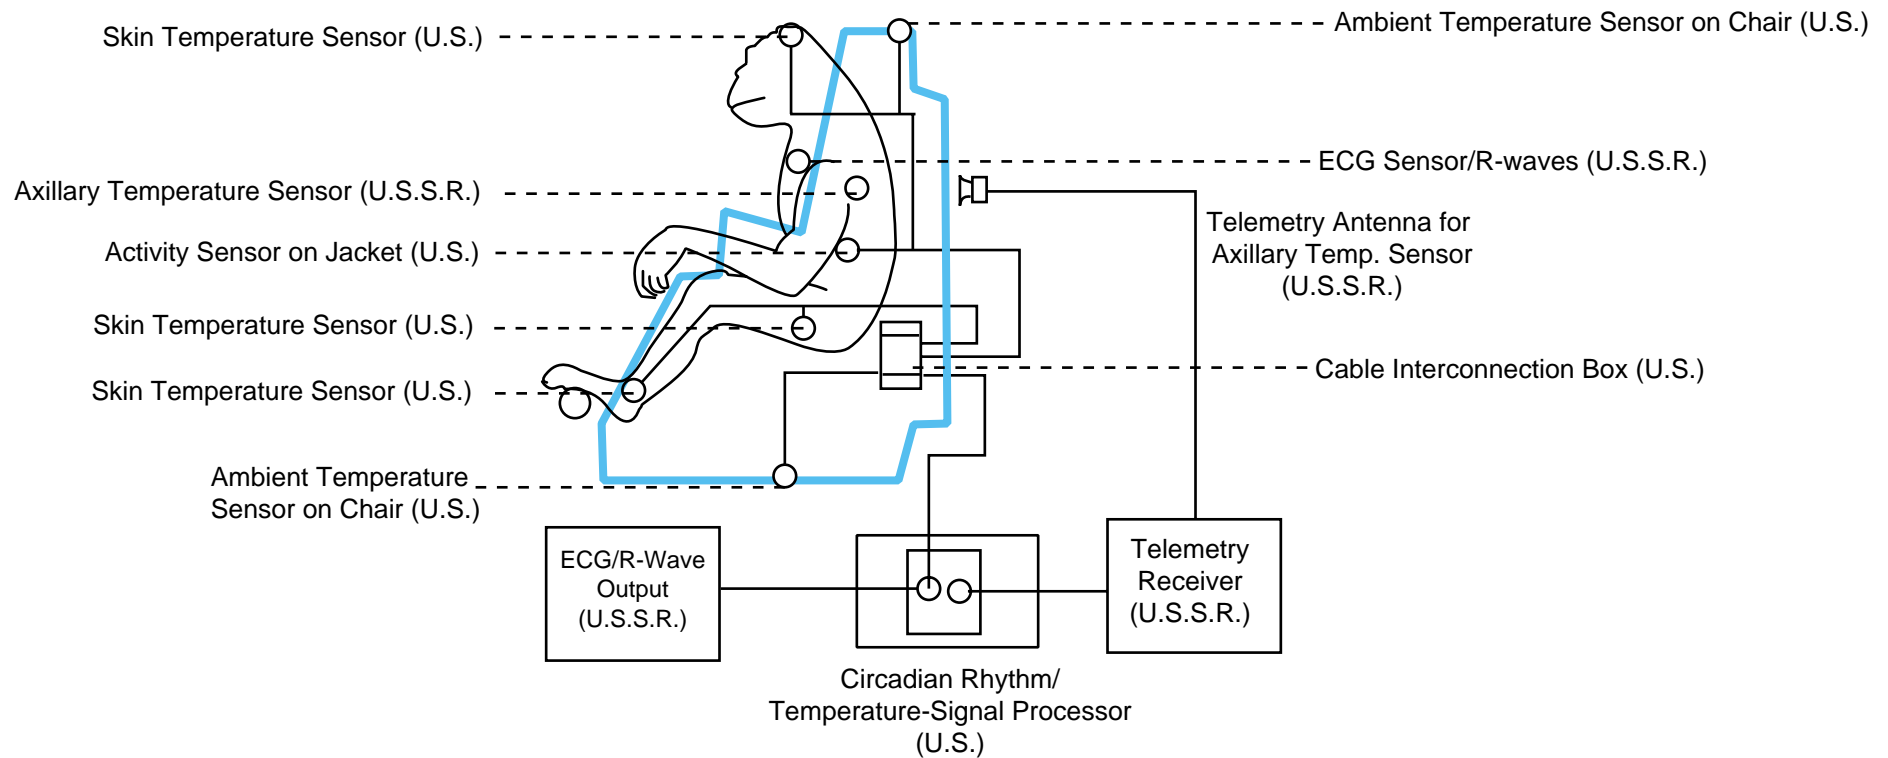 Skin Temperature Sensor (U.S.)
Ambient Temperature Sensor on Chair (U.S.)
ECG Sensor/R-waves (U.S.S.R.)
Axillary Temperature Sensor (U.S.S.R.)
Telemetry Antenna for
Axillary Temp. Sensor
(U.S.S.R.)
Activity Sensor on Jacket (U.S.)
Skin Temperature Sensor (U.S.)
Cable Interconnection Box (U.S.)
Skin Temperature Sensor (U.S.)
Ambient Temperature
Sensor on Chair (U.S.)
ECG/R-Wave
Output
(U.S.S.R.)
Telemetry
Receiver
(U.S.S.R.)
Circadian Rhythm/
Temperature-Signal Processor
(U.S.)